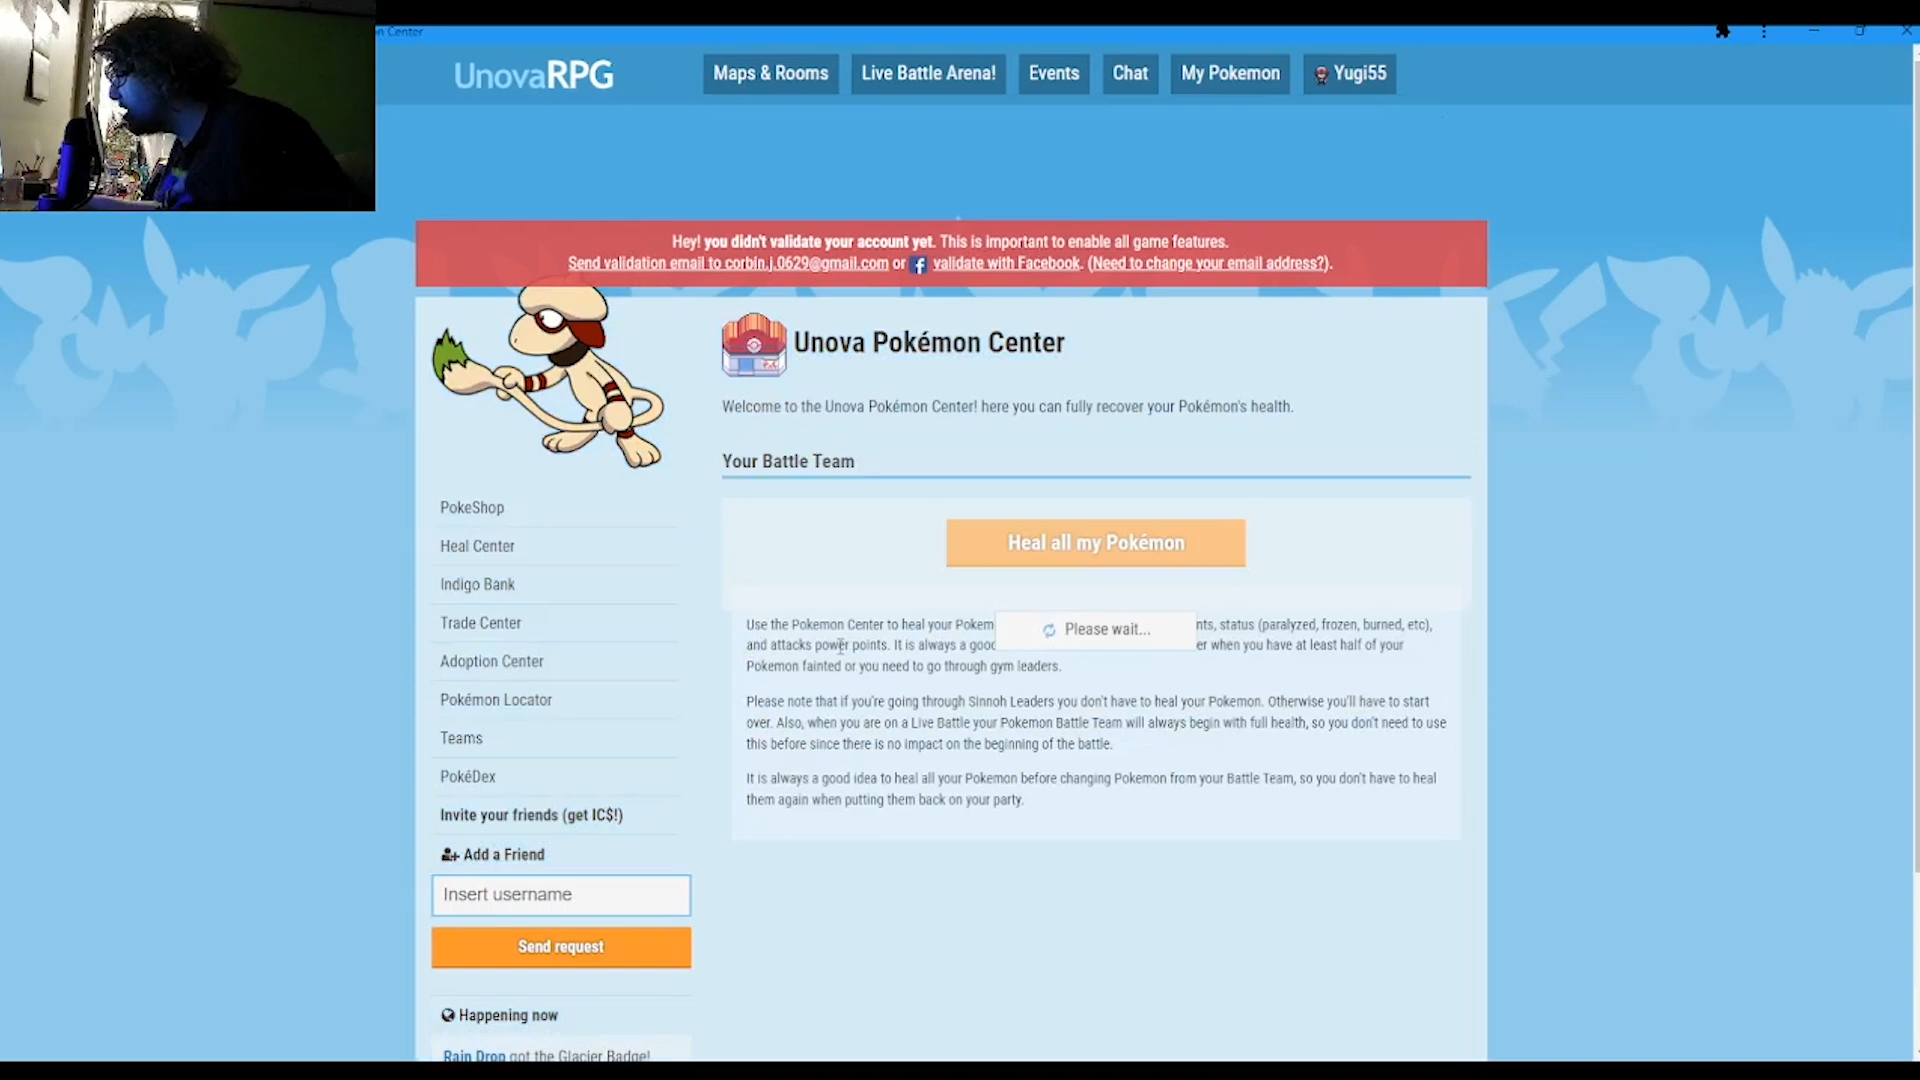 n Center
UnovaRPG
Maps & Rooms
Live Battle Arena!
Events
Chat
My Pokemon
Yugi55
Hey! you didn't validate your account yet. This is important to enable all game features.
Send validation email to corbin.j.0629@gmail.com or validate with Facebook. (Need to change your email address?).
Unova Pokémon Center
Welcome to the Unova Pokémon Center! here you can fully recover your Pokémon's health.
Your Battle Team
Heal all my Pokémon
Please wait...
Use the Pokemon Center to heal your Pokem nts, status (paralyzed, frozen, burned, etc),
and attacks power points. It is always a good er when you have at least half of your
Pokemon fainted or you need to go through gym leaders.
Please note that if you're going through Sinnoh Leaders you don't have to heal your Pokemon. Otherwise you'll have to start
over. Also, when you are on a Live Battle your Pokemon Battle Team will always begin with full health, so you don't need to use
this before since there is no impact on the beginning of the battle.
It is always a good idea to heal all your Pokemon before changing Pokemon from your Battle Team, so you don't have to heal
them again when putting them back on your party.
PokeShop
Heal Center
Indigo Bank
Trade Center
Adoption Center
Pokémon Locator
Teams
PokéDex
Invite your friends (get IC$!)
Add a Friend
Insert username
Send request
Happening now
Rain Drop got the Glacier Badge!